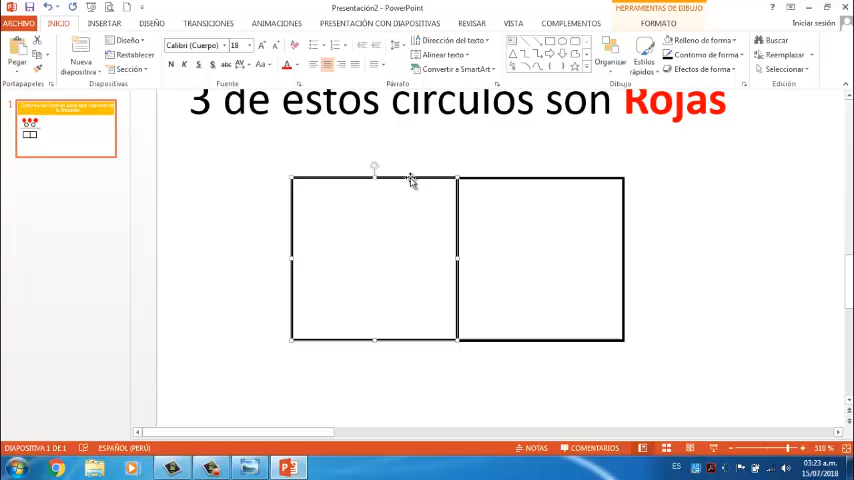 Presentación2 - PowerPoint
HERRAMIENTAS DE DIBUJO
ARCHIVO INICIO INSERTAR DISEÑO TRANSICIONES ANIMACIONES PRESENTACIÓN CON DIAPOSITIVAS REVISAR VISTA COMPLEMENTOS FORMATO Iniciar sesión
Pegar
Nueva diapositiva
Diseño
Restablecer
Sección
Calibri (Cuerpo) 18
N K S S abc AV Aa A
Dirección del texto
Alinear texto
Convertir a SmartArt
Organizar
Estilos rápidos
Relleno de forma
Contorno de forma
Efectos de forma
Buscar
Reemplazar
Seleccionar
Portapapeles Diapositivas Fuente Párrafo Dibujo Edición
1
3 de estos círculos son Rojas
DIAPOSITIVA 1 DE 1 ESPAÑOL (PERÚ) NOTAS COMENTARIOS 310 %
ES
03:23 a.m.
15/07/2018